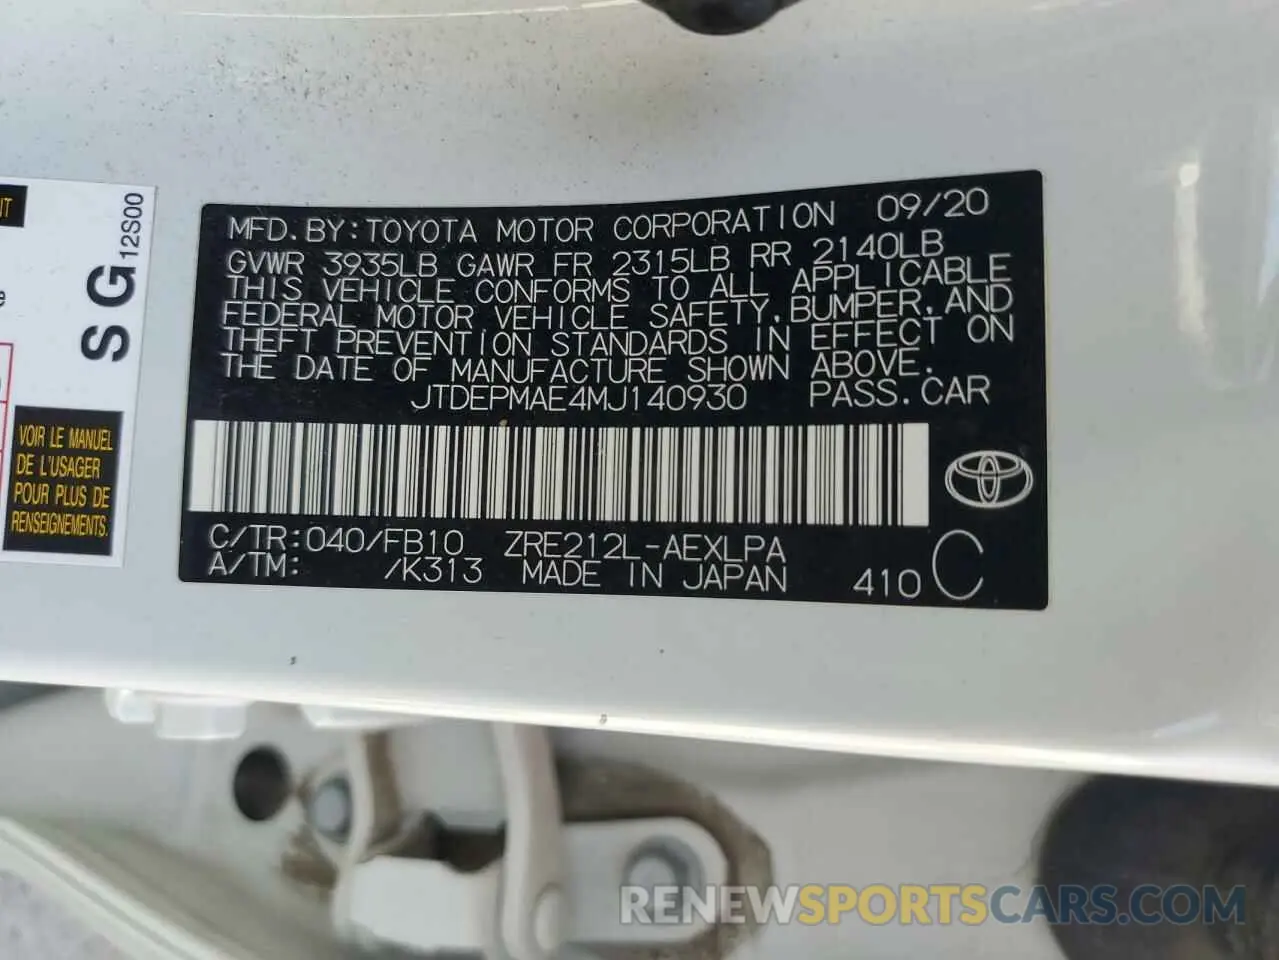 MFD.BY:TOYOTA MOTOR CORPORATION 09/20
GVWR 3935LB GAWR FR 2315LB RR 2140LB
THIS VEHICLE CONFORMS TO ALL APPLICABLE
FEDERAL MOTOR VEHICLE SAFETY,BUMPER,AND
THEFT PREVENTION STANDARDS IN EFFECT ON
THE DATE OF MANUFACTURE SHOWN ABOVE.
JTDEPMAE4MJ140930 PASS.CAR
C/TR:040/FB10 ZRE212L-AEXLPA
A/TM: /K313 MADE IN JAPAN 410 C
SG 12S00
VOIR LE MANUEL
DE L'USAGER
POUR PLUS DE
RENSEIGNEMENTS.
RENEWSPORTSCARS.COM